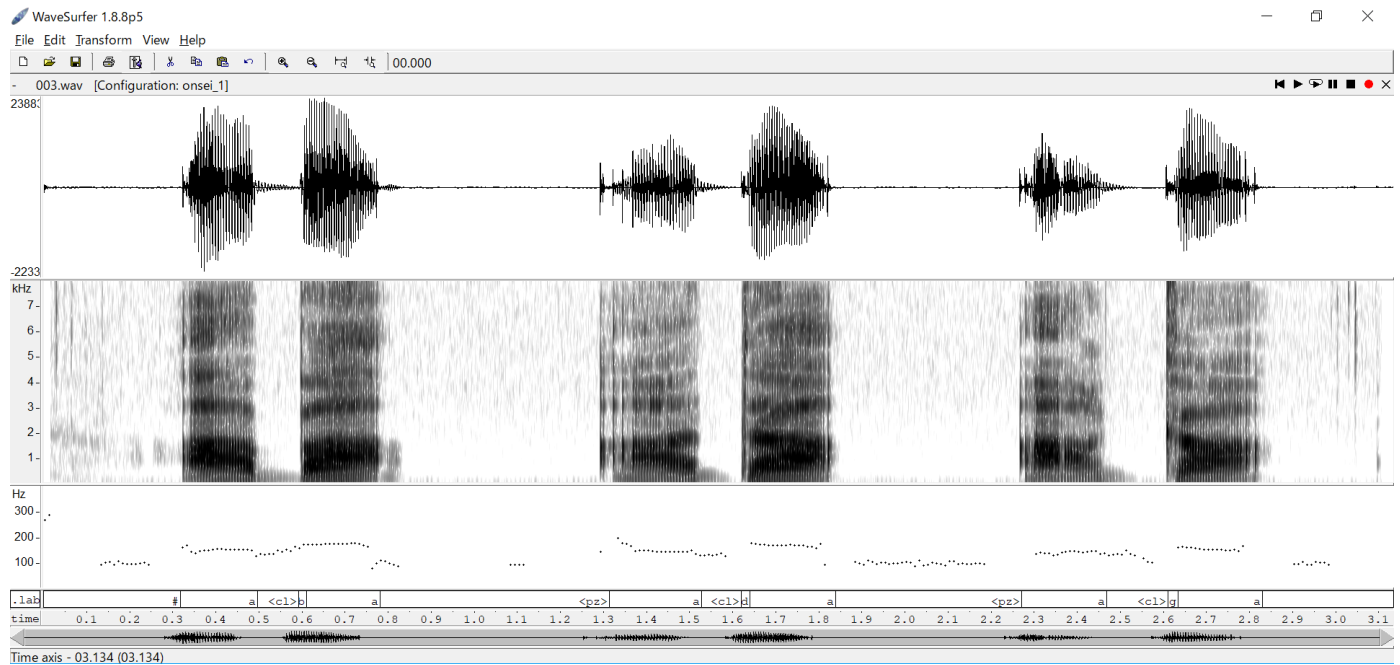 WaveSurfer 1.8.8p5
File Edit Transform View Help
00.000
- 003.wav [Configuration: onsei_1]
23883
-2233
kHz
7
6
5
4
3
2
1
Hz
300
200
100
.lab # a <cl> b a <pz> a <cl> d a <pz> a <cl> g a
time 0.1 0.2 0.3 0.4 0.5 0.6 0.7 0.8 0.9 1.0 1.1 1.2 1.3 1.4 1.5 1.6 1.7 1.8 1.9 2.0 2.1 2.2 2.3 2.4 2.5 2.6 2.7 2.8 2.9 3.0 3.1
Time axis - 03.134 (03.134)